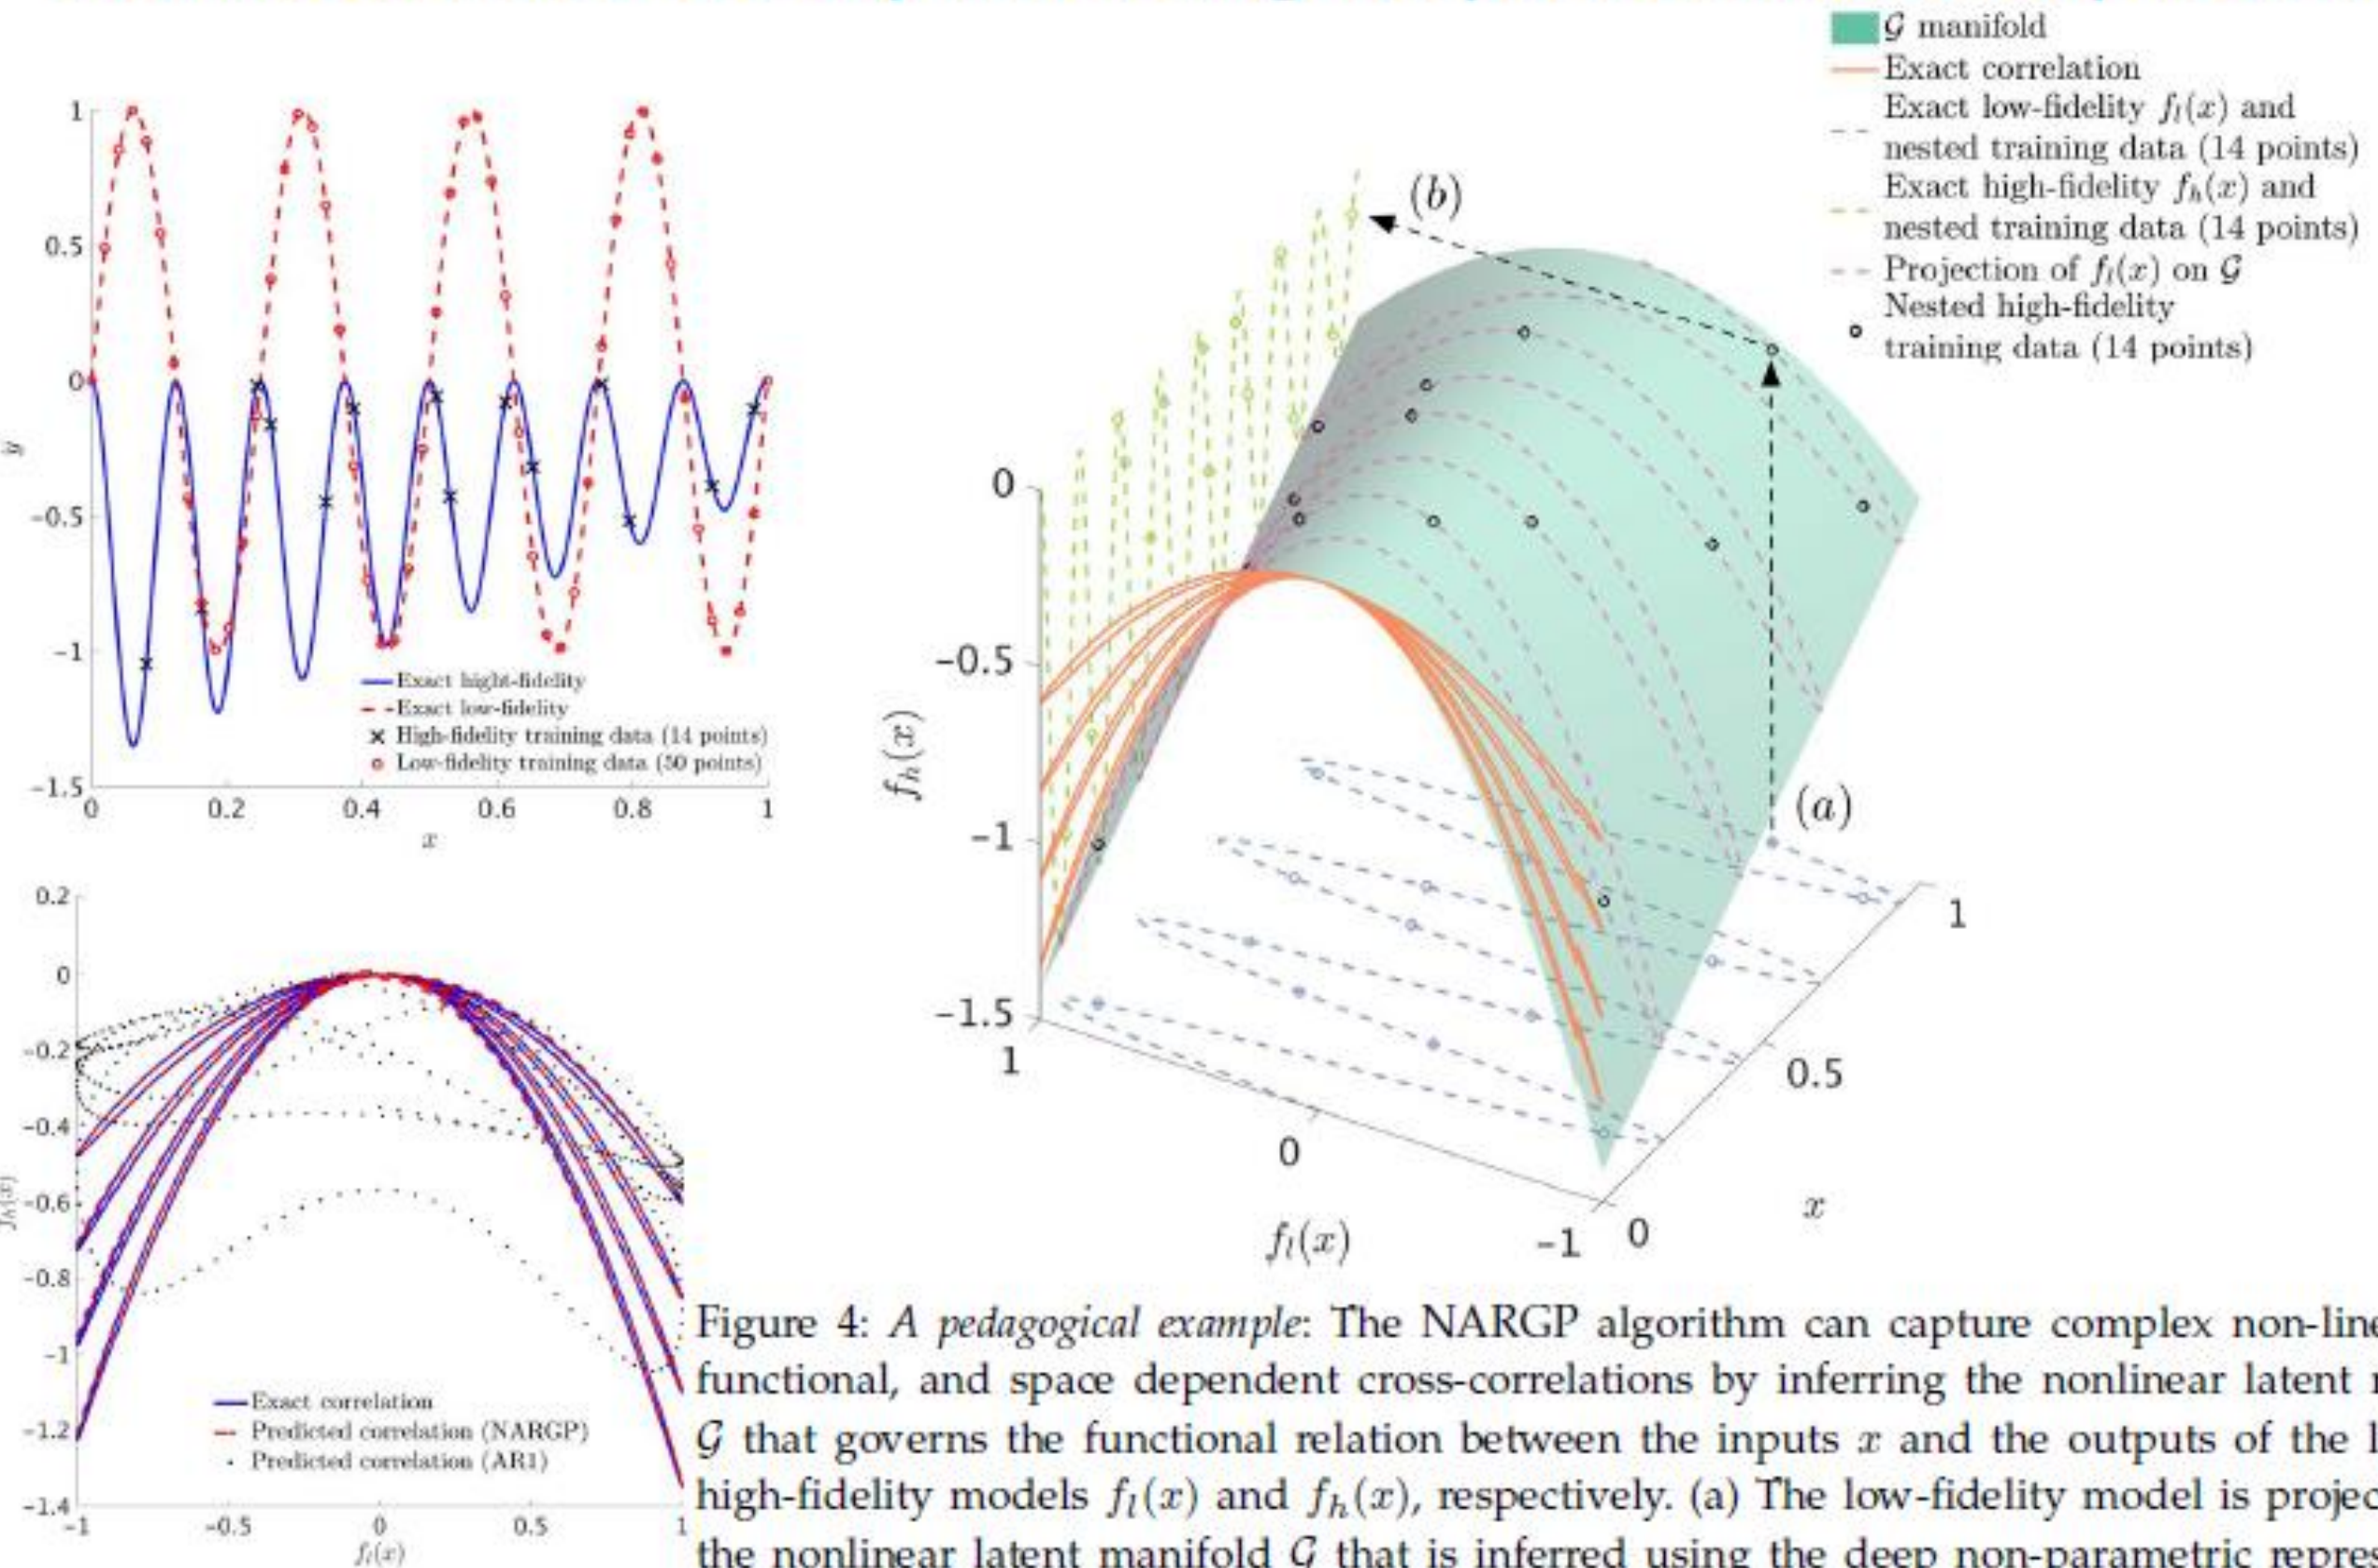 𝒢 manifold
Exact correlation
Exact low-fidelity f_l(x) and
nested training data (14 points)
Exact high-fidelity f_h(x) and
nested training data (14 points)
Projection of f_l(x) on 𝒢
Nested high-fidelity
training data (14 points)
1
0.5
0
−0.5
−1
−1.5
y
0
0.2
0.4
0.6
0.8
1
x
Exact hight-fidelity
Exact low-fidelity
High-fidelity training data (14 points)
Low-fidelity training data (50 points)
(b)
(a)
0
−0.5
−1
−1.5
f_h(x)
1
0
−1
f_l(x)
0
0.5
1
x
0.2
0
−0.2
−0.4
−0.6
−0.8
−1
−1.2
−1.4
f_h(x)
−1
−0.5
0
0.5
1
f_l(x)
Exact correlation
Predicted correlation (NARGP)
Predicted correlation (AR1)
Figure 4: A pedagogical example: The NARGP algorithm can capture complex non-line
functional, and space dependent cross-correlations by inferring the nonlinear latent
𝒢 that governs the functional relation between the inputs x and the outputs of the
high-fidelity models f_l(x) and f_h(x), respectively. (a) The low-fidelity model is projec
the nonlinear latent manifold 𝒢 that is inferred using the deep non-parametric repre